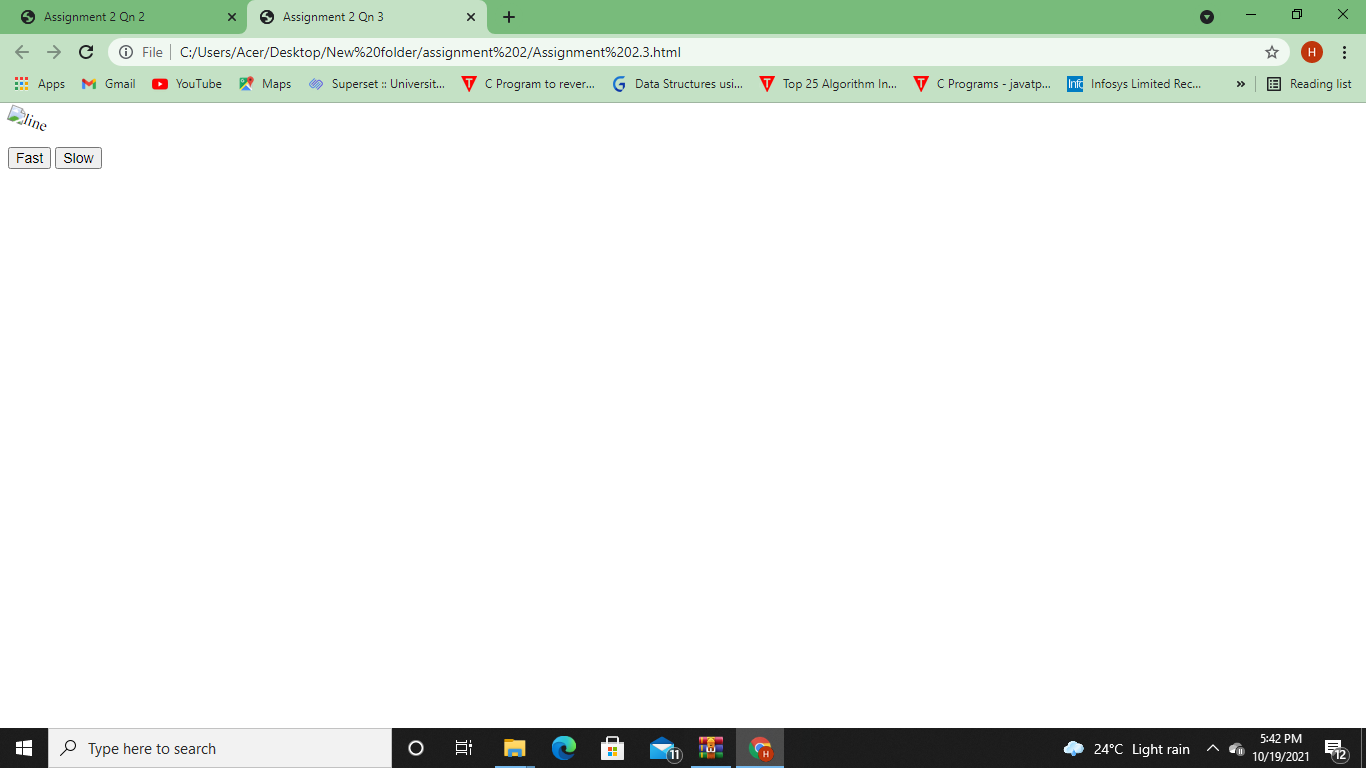 Assignment 2 Qn 2
Assignment 2 Qn 3
File
C:/Users/Acer/Desktop/New%20folder/assignment%202/Assignment%202.3.html
H
Apps
Gmail
YouTube
Maps
Superset :: Universit...
T
C Program to rever...
G
Data Structures usi...
T
Top 25 Algorithm In...
T
C Programs - javatp...
Info
Infosys Limited Rec...
»
Reading list
line
Fast
Slow
Type here to search
11
H
24°C Light rain
5:42 PM
10/19/2021
12